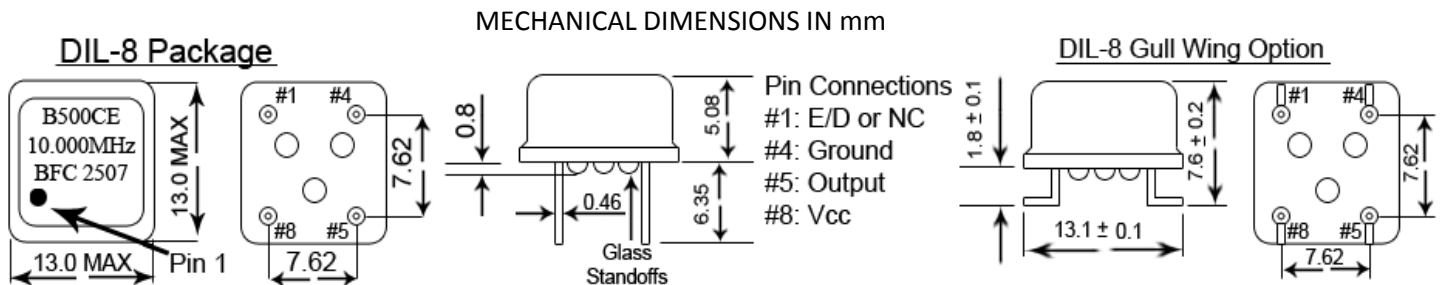 MECHANICAL DIMENSIONS IN mm
DIL-8 Package
B500CE
10.000MHz
BFC 2507
13.0 MAX
13.0 MAX
Pin 1
#1 #4
#8 #5
7.62
7.62
0.8
0.46
5.08
6.35
Glass
Standoffs
Pin Connections
#1: E/D or NC
#4: Ground
#5: Output
#8: Vcc
DIL-8 Gull Wing Option
1.8 ± 0.1
7.6 ± 0.2
13.1 ± 0.1
#1 #4
#8 #5
7.62
7.62